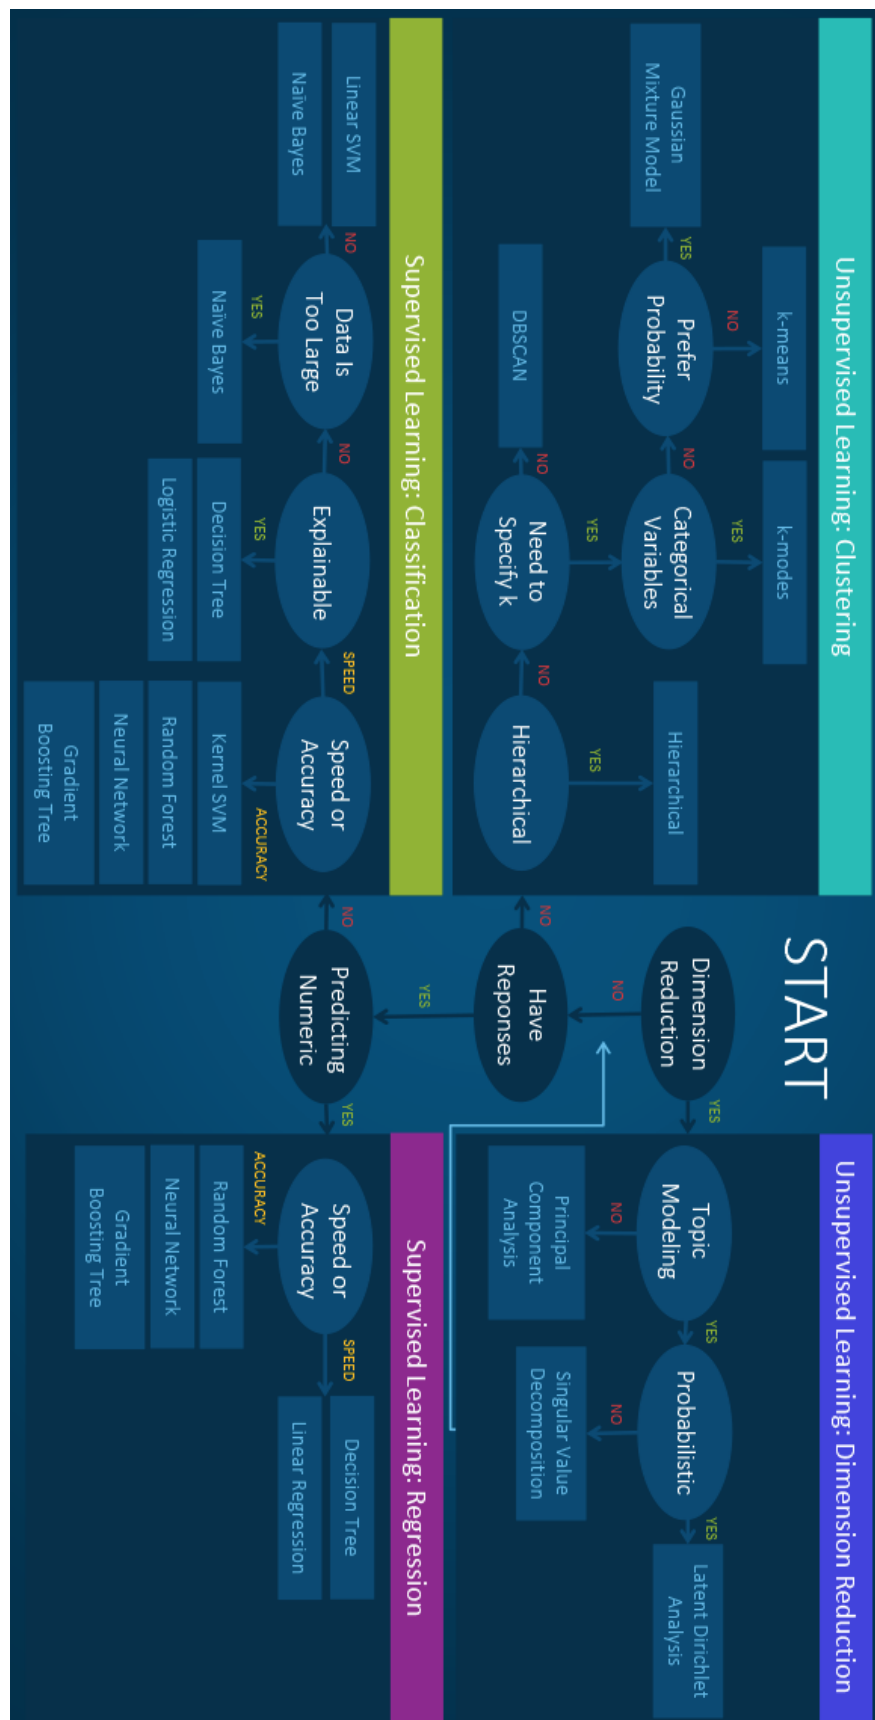 Unsupervised Learning: Clustering
k-means
k-modes
NO
YES
Gaussian
Mixture Model
YES
Prefer
Probability
NO
Categorical
Variables
Hierarchical
YES
YES
DBSCAN
NO
Need to
Specify k
NO
Hierarchical
START
Dimension
Reduction
NO
Have
Reponses
NO
YES
Predicting
Numeric
NO
YES
YES
Unsupervised Learning: Dimension Reduction
Topic
Modeling
YES
Probabilistic
YES
Latent Dirichlet
Analysis
NO
NO
Principal
Component
Analysis
Singular Value
Decomposition
Supervised Learning: Classification
Linear SVM
Naïve Bayes
NO
Data Is
Too Large
NO
Explainable
SPEED
Speed or
Accuracy
YES
YES
ACCURACY
Naïve Bayes
Decision Tree
Logistic Regression
Kernel SVM
Random Forest
Neural Network
Gradient
Boosting Tree
Supervised Learning: Regression
Speed or
Accuracy
SPEED
Decision Tree
Linear Regression
ACCURACY
Random Forest
Neural Network
Gradient
Boosting Tree